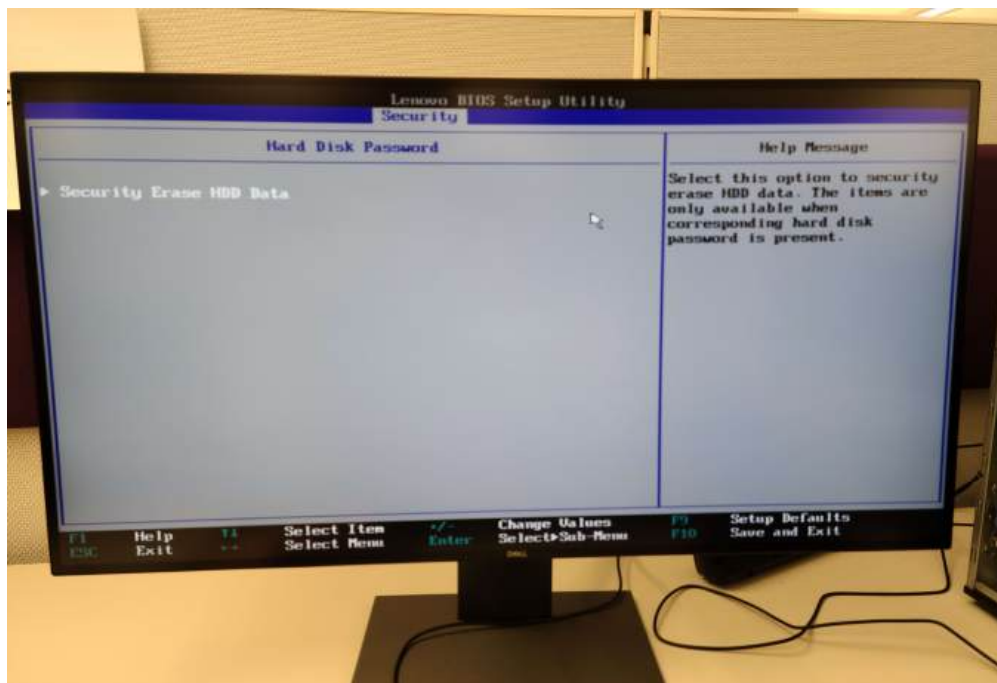 Lenovo BIOS Setup Utility
Security
Hard Disk Password
Help Message
▶ Security Erase HDD Data
Select this option to security
erase HDD data. The items are
only available when
corresponding hard disk
password is present.
F1 Help ↑↓ Select Item +/- Change Values F9 Setup Defaults
ESC Exit ←→ Select Menu Enter Select▶Sub-Menu F10 Save and Exit
DELL